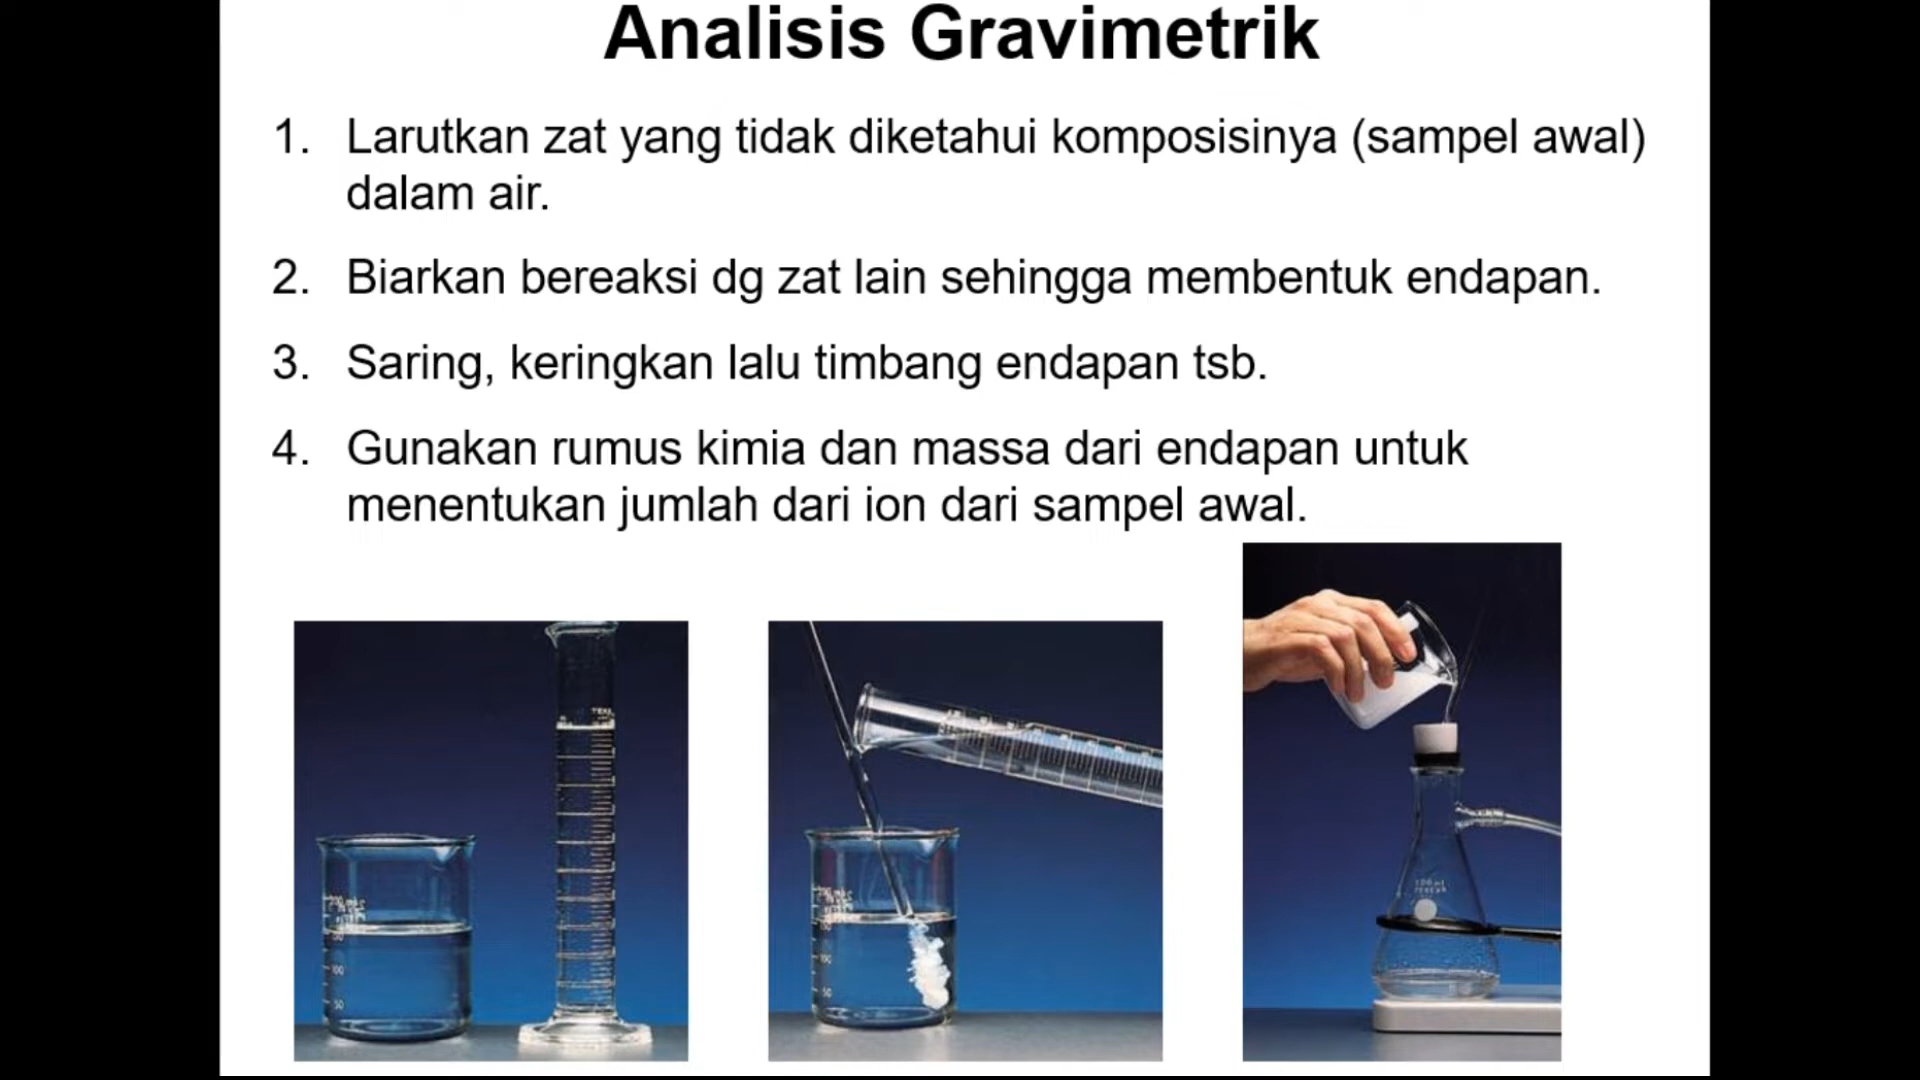 Analisis Gravimetrik
1. Larutkan zat yang tidak diketahui komposisinya (sampel awal)
dalam air.
2. Biarkan bereaksi dg zat lain sehingga membentuk endapan.
3. Saring, keringkan lalu timbang endapan tsb.
4. Gunakan rumus kimia dan massa dari endapan untuk
menentukan jumlah dari ion dari sampel awal.
100
50